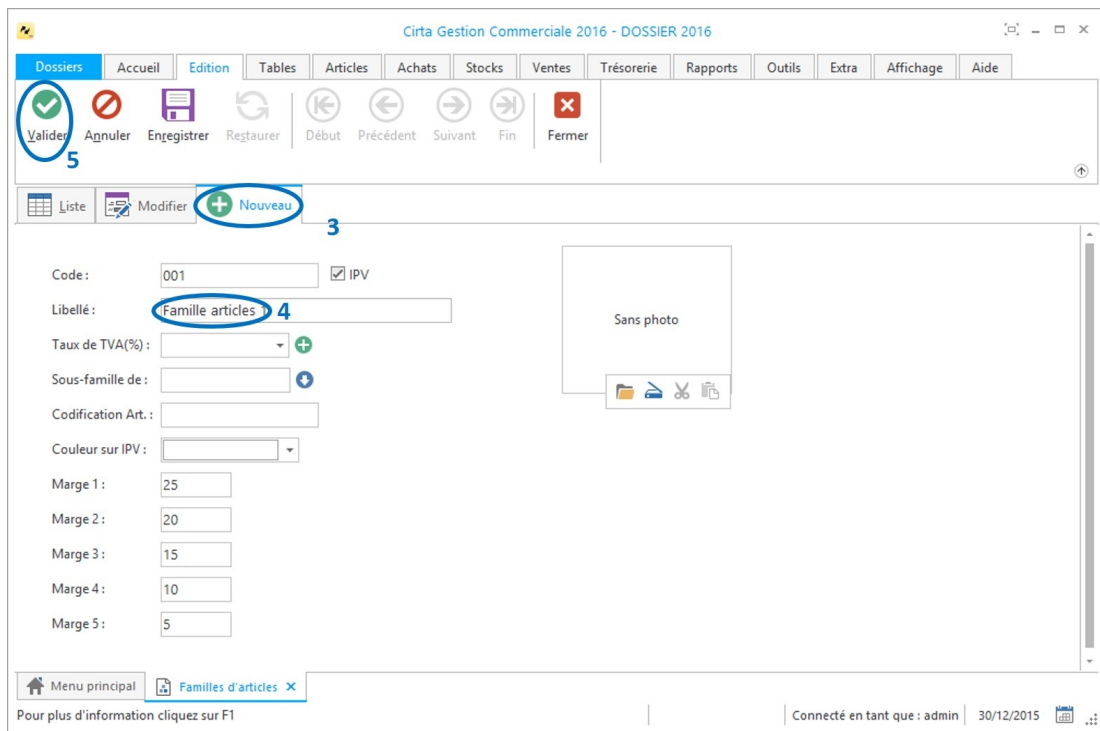 Cirta Gestion Commerciale 2016 - DOSSIER 2016
Dossiers Accueil Edition Tables Articles Achats Stocks Ventes Trésorerie Rapports Outils Extra Affichage Aide
Valider Annuler Enregistrer Restaurer Début Précédent Suivant Fin Fermer
5
Liste Modifier Nouveau
3
Code : 001 IPV
Libellé : Famille articles 1 4
Sans photo
Taux de TVA(%) :
Sous-famille de :
Codification Art. :
Couleur sur IPV :
Marge 1 : 25
Marge 2 : 20
Marge 3 : 15
Marge 4 : 10
Marge 5 : 5
Menu principal Familles d'articles
Pour plus d'information cliquez sur F1 Connecté en tant que : admin 30/12/2015